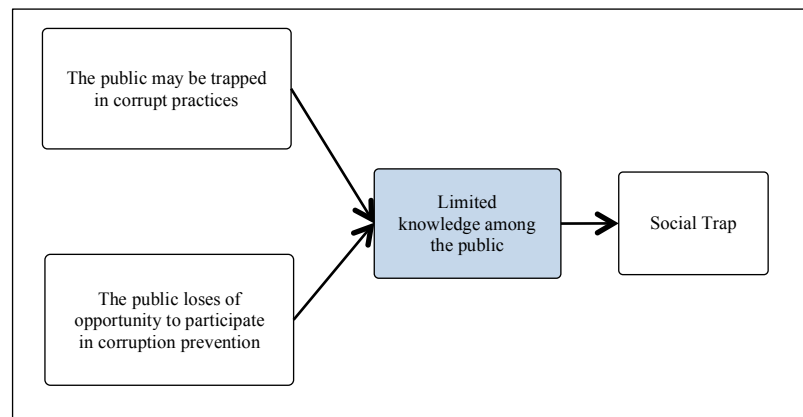 The public may be trapped
in corrupt practices
Limited
knowledge among
the public
Social Trap
The public loses of
opportunity to participate
in corruption prevention